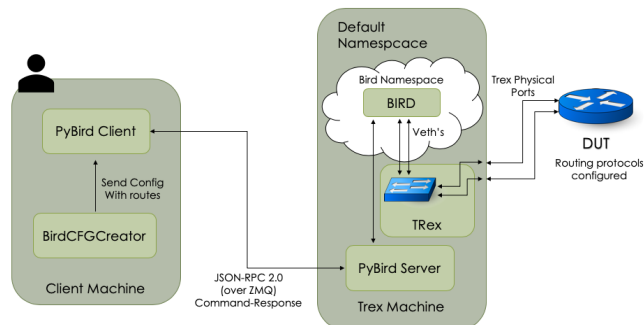 PyBird Client
Send Config
With routes
BirdCFGCreator
Client Machine
JSON-RPC 2.0
(over ZMQ)
Command-Response
Default
Namespcace
Bird Namespace
BIRD
Veth's
TRex
PyBird Server
Trex Machine
Trex Physical
Ports
DUT
Routing protocols
configured